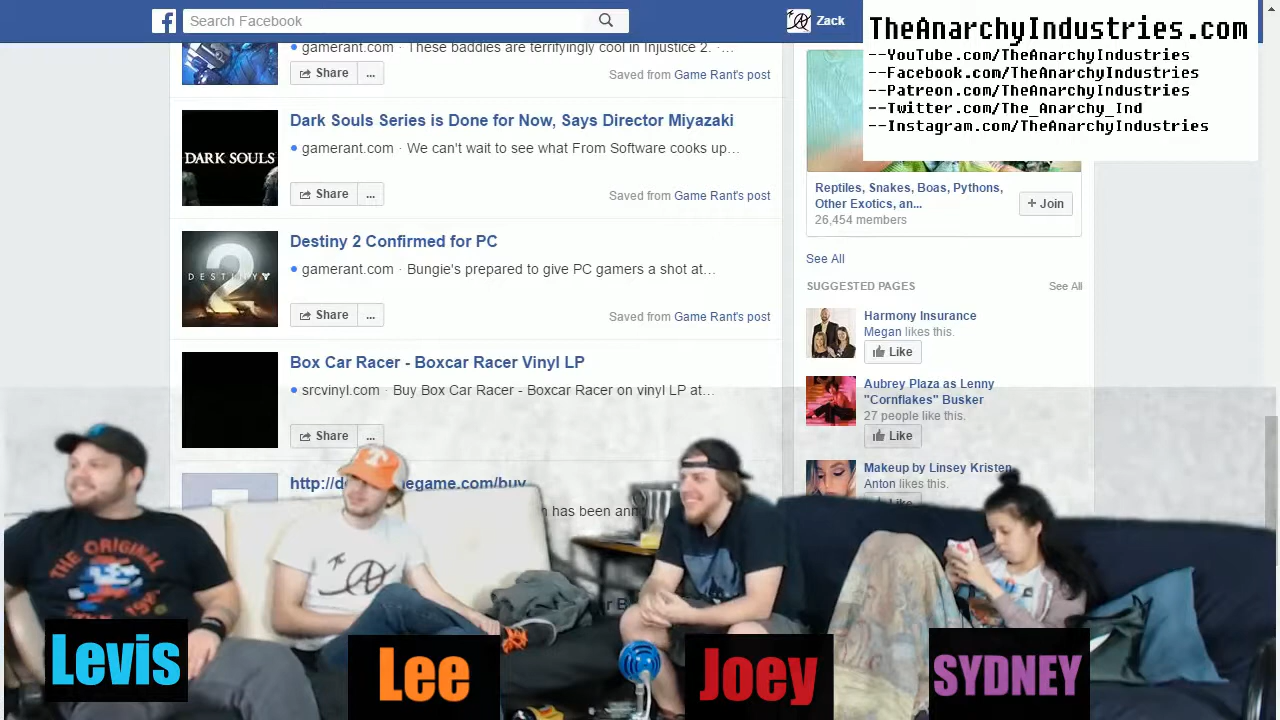 Search Facebook
Zack
TheAnarchyIndustries.com
--YouTube.com/TheAnarchyIndustries
--Facebook.com/TheAnarchyIndustries
--Patreon.com/TheAnarchyIndustries
--Twitter.com/The_Anarchy_Ind
--Instagram.com/TheAnarchyIndustries
gamerant.com · These baddies are terrifyingly cool in Injustice 2. ·…
Share
...
Saved from Game Rant's post
DARK SOULS
Dark Souls Series is Done for Now, Says Director Miyazaki
gamerant.com · We can't wait to see what From Software cooks up…
Share
...
Saved from Game Rant's post
DESTINY
2
Destiny 2 Confirmed for PC
gamerant.com · Bungie's prepared to give PC gamers a shot at…
Share
...
Saved from Game Rant's post
Box Car Racer - Boxcar Racer Vinyl LP
srcvinyl.com · Buy Box Car Racer - Boxcar Racer on vinyl LP at…
Share
...
egame.com/buy
has been
Reptiles, Snakes, Boas, Pythons,
Other Exotics, an...
26,454 members
+ Join
See All
SUGGESTED PAGES
See All
Harmony Insurance
Megan likes this.
Like
Aubrey Plaza as Lenny
"Cornflakes" Busker
27 people like this.
Like
Makeup by Linsey Kristen
Anton likes this.
Like
THE ORIGINAL
T
Levis
Lee
Joey
SYDNEY